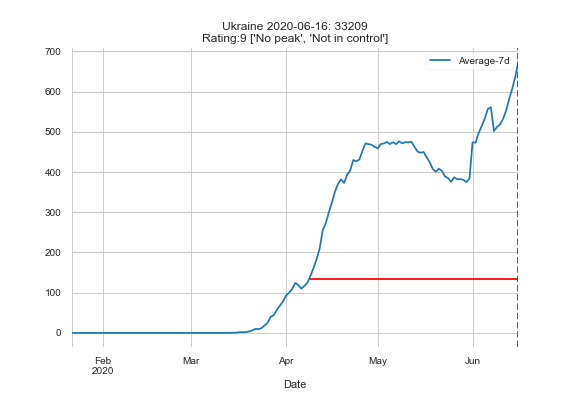 Ukraine 2020-06-16: 33209
Rating:9 ['No peak', 'Not in control']
Average-7d
700
600
500
400
300
200
100
0
Feb
2020
Mar
Apr
May
Jun
Date